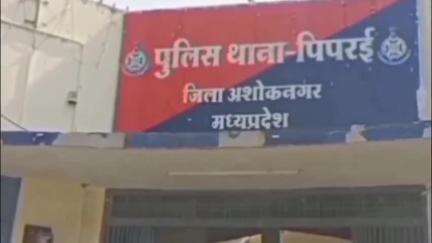 पुलिस थाना-पिपरई
जिला अशोकनगर
मध्यप्रदेश